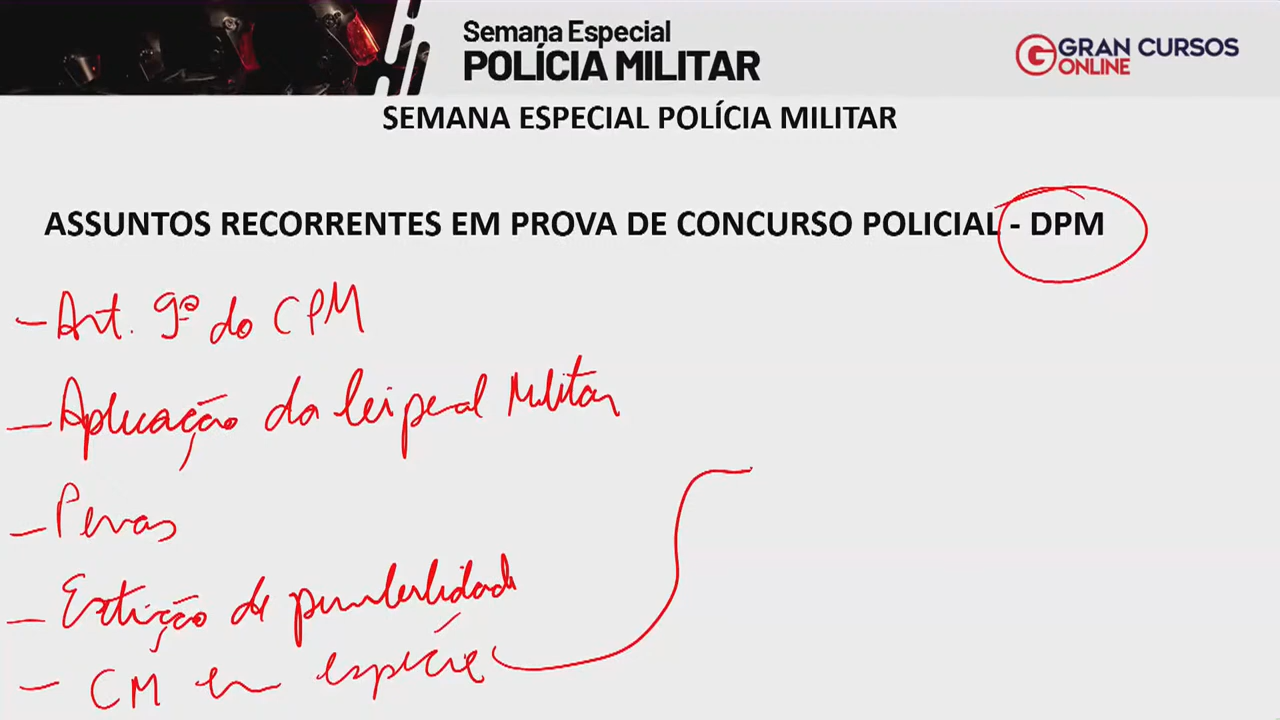 Semana Especial
POLÍCIA MILITAR
GRAN CURSOS
ONLINE
SEMANA ESPECIAL POLÍCIA MILITAR
ASSUNTOS RECORRENTES EM PROVA DE CONCURSO POLICIAL - DPM
- Art. 9º do CPM
- Aplicação da lei penal Militar
- Penas
- Extinção de punibilidade
- CM em espécie